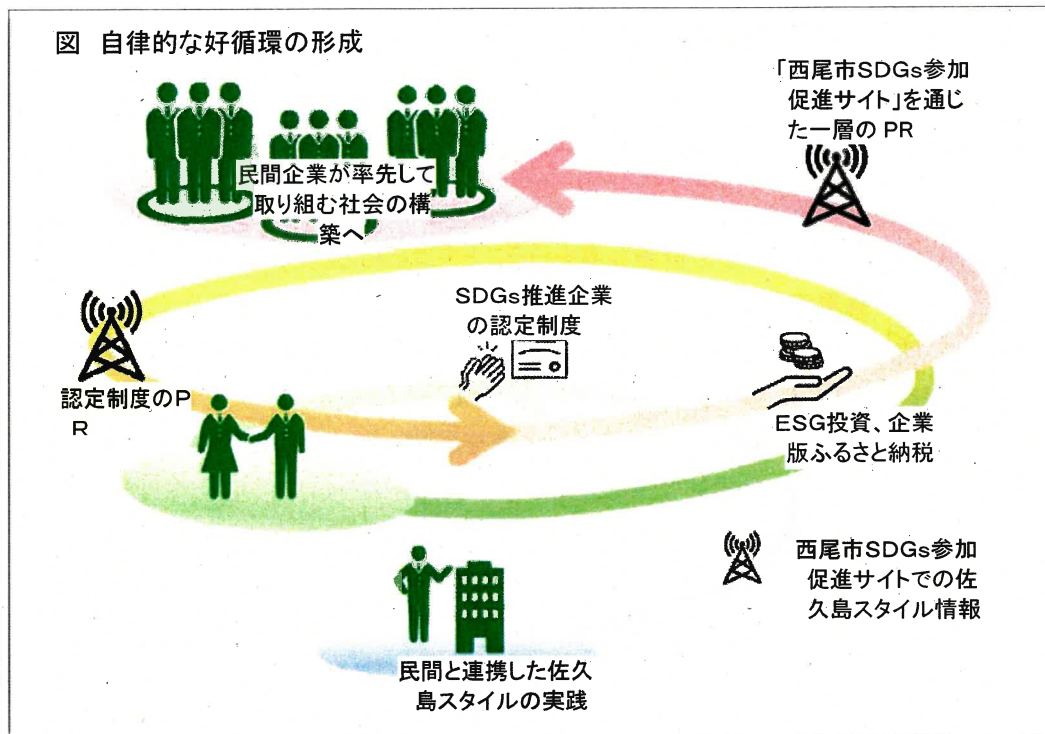 図 自律的な好循環の形成
「西尾市SDGs参加
促進サイト」を通じ
た一層の PR
民間企業が率先して
取り組む社会の構
築へ
SDGs推進企業
の認定制度
認定制度のP
R
ESG投資、企業
版ふるさと納税
西尾市SDGs参加
促進サイトでの佐
久島スタイル情報
民間と連携した佐久
島スタイルの実践